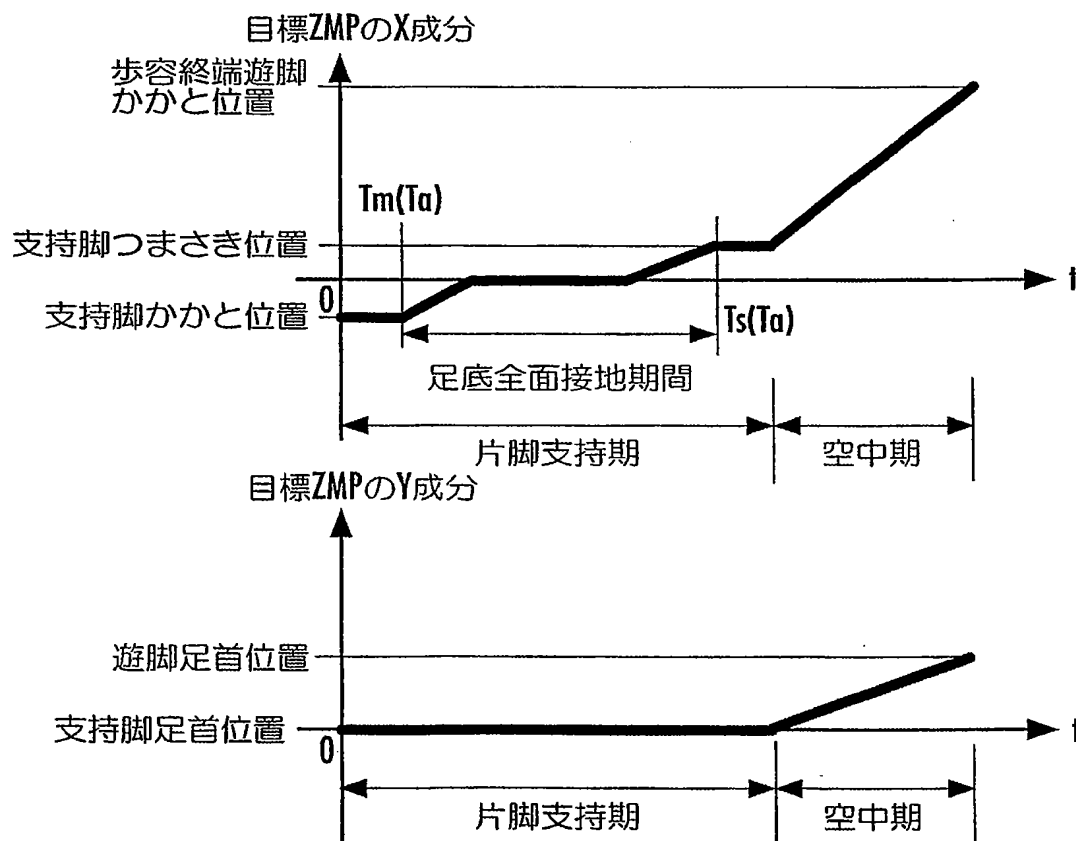 目標ZMPのX成分
歩容終端遊脚
かかと位置
Tm(Ta)
支持脚つまさき位置
t
0
支持脚かかと位置
Ts(Ta)
足底全面接地期間
片脚支持期
空中期
目標ZMPのY成分
遊脚足首位置
支持脚足首位置
t
0
片脚支持期
空中期